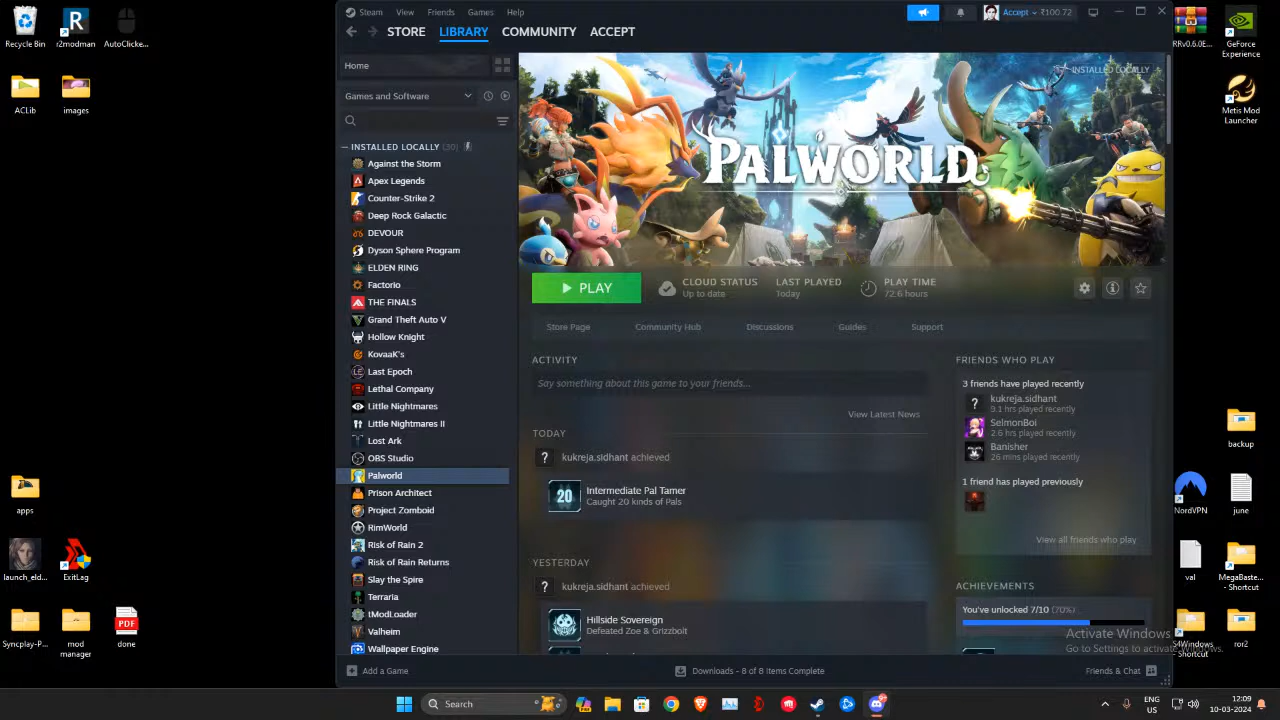 Steam View Friends Games Help
Accept ₹100.72
STORE LIBRARY COMMUNITY ACCEPT
Home
Games and Software
INSTALLED LOCALLY (30)
Against the Storm
Apex Legends
Counter-Strike 2
Deep Rock Galactic
DEVOUR
Dyson Sphere Program
ELDEN RING
Factorio
THE FINALS
Grand Theft Auto V
Hollow Knight
KovaaK's
Last Epoch
Lethal Company
Little Nightmares
Little Nightmares II
Lost Ark
OBS Studio
Palworld
Prison Architect
Project Zomboid
RimWorld
Risk of Rain 2
Risk of Rain Returns
Slay the Spire
Terraria
tModLoader
Valheim
Wallpaper Engine
INSTALLED LOCALLY
PALWORLD
PLAY
CLOUD STATUS
Up to date
LAST PLAYED
Today
PLAY TIME
72.6 hours
Store Page Community Hub Discussions Guides Support
ACTIVITY
Say something about this game to your friends...
View Latest News
TODAY
? kukreja.sidhant achieved
20
Intermediate Pal Tamer
Caught 20 kinds of Pals
YESTERDAY
? kukreja.sidhant achieved
Hillside Sovereign
Defeated Zoe & Grizzbolt
FRIENDS WHO PLAY
3 friends have played recently
?
kukreja.sidhant
9.1 hrs played recently
SelmonBoi
2.6 hrs played recently
Banisher
26 mins played recently
1 friend has played previously
View all friends who play
ACHIEVEMENTS
You've unlocked 7/10 (70%)
Activate Windows
Go to Settings to activate Windows.
Add a Game
Downloads - 8 of 8 Items Complete
Friends & Chat
Recycle Bin
r2modman
AutoClicke...
ACLib
images
apps
launch_eld...
ExitLag
Syncplay-P...
mod
manager
PDF
done
RRv0.6.0E...
GeForce
Experience
Metis Mod
Launcher
backup
NordVPN
june
val
MegaBaste...
- Shortcut
S4Windows
Shortcut
ror2
Search
ENG
US
12:09
10-03-2024